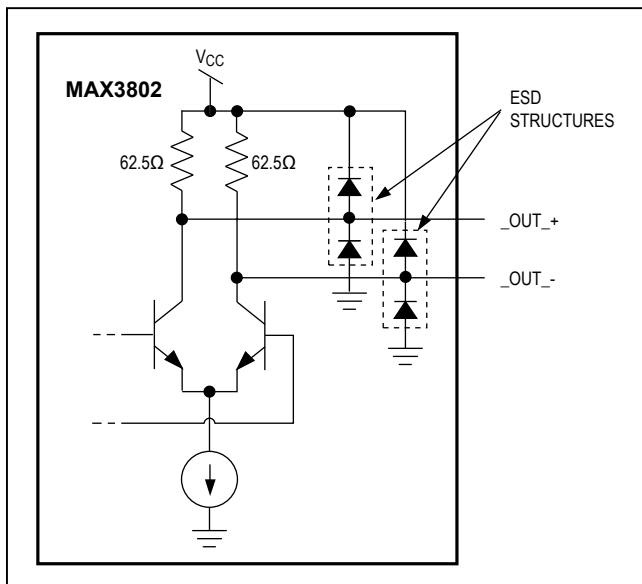 VCC
MAX3802
ESD
STRUCTURES
62.5Ω
62.5Ω
_OUT_+
_OUT_-